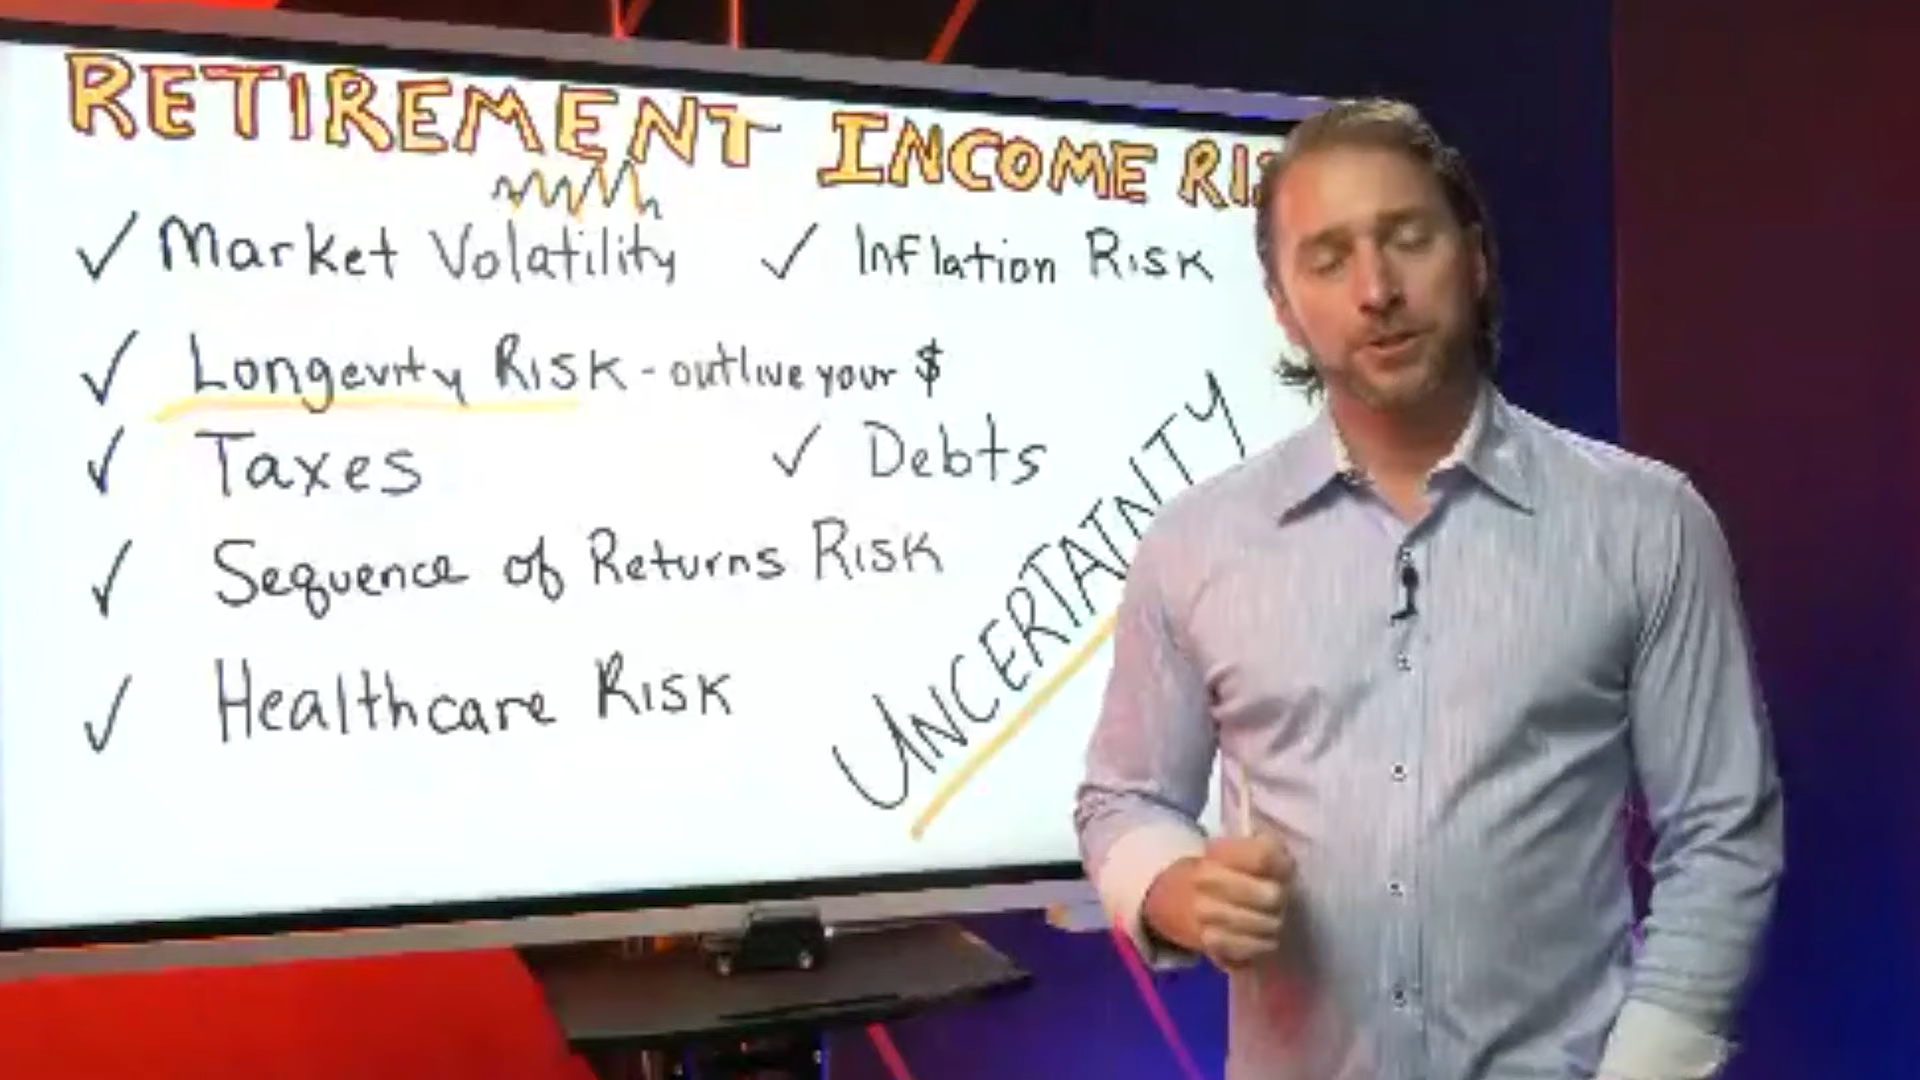 RETIREMENT INCOME RI
✓ Market Volatility ✓ Inflation Risk
✓ Longevity Risk - outlive your $
✓ Taxes ✓ Debts
✓ Sequence of Returns Risk
✓ Healthcare Risk
UNCERTAINTY